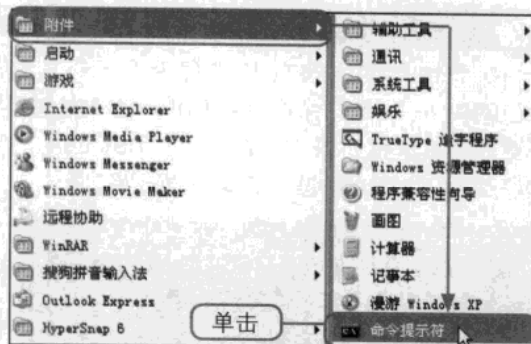 附件
启动
游戏
Internet Explorer
Windows Media Player
Windows Messenger
Windows Movie Maker
远程协助
WinRAR
搜狗拼音输入法
Outlook Express
HyperSnap 6
单击
辅助工具
通讯
系统工具
娱乐
TrueType 造字程序
Windows 资源管理器
程序兼容性向导
画图
计算器
记事本
漫游 Windows XP
命令提示符